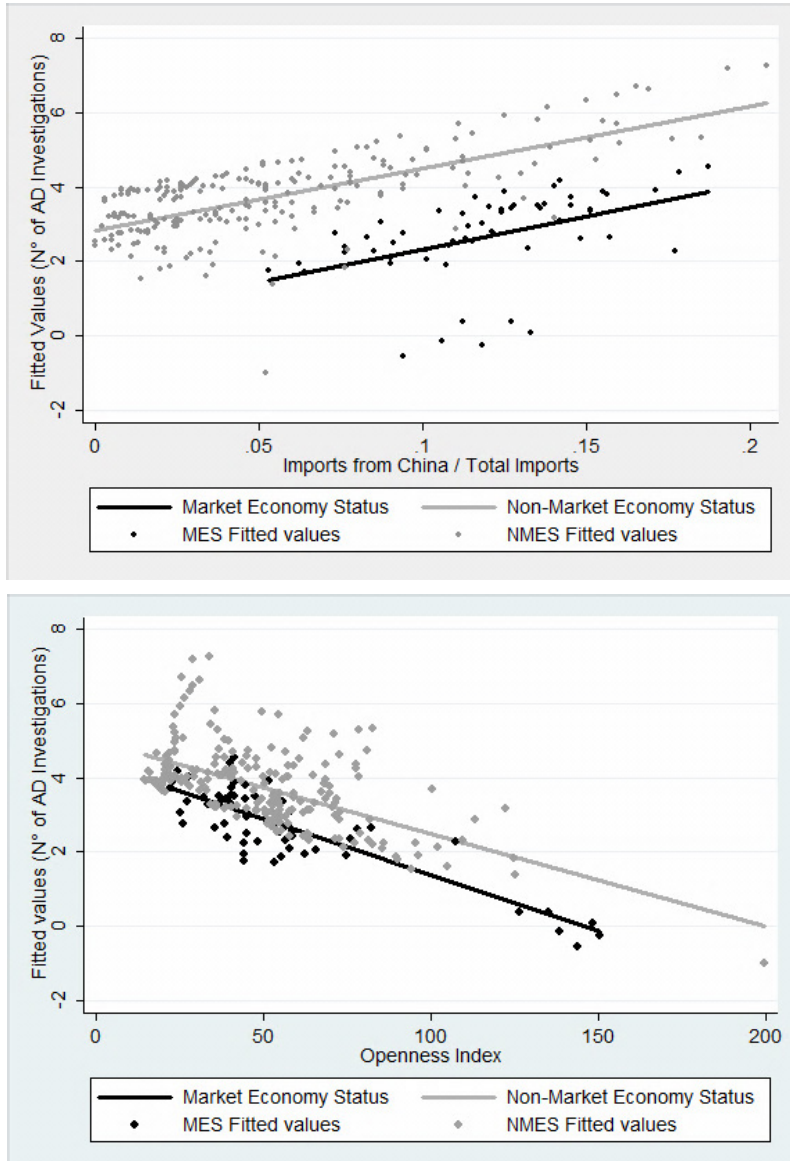 Fitted Values (N° of AD Investigations)
8
6
4
2
0
-2
0 .05 .1 .15 .2
Imports from China / Total Imports
Market Economy Status Non-Market Economy Status
MES Fitted values NMES Fitted values
Fitted values (N° of AD Investigations)
8
6
4
2
0
-2
0 50 100 150 200
Openness Index
Market Economy Status Non-Market Economy Status
MES Fitted values NMES Fitted values